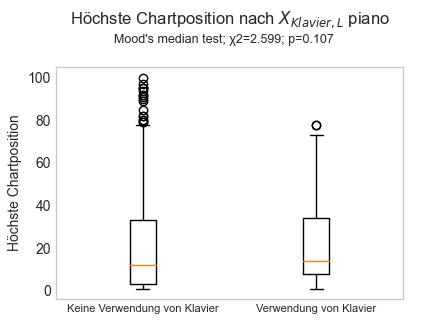 Höchste Chartposition nach X_{Klavier, L} piano
Mood's median test; χ2=2.599; p=0.107
Höchste Chartposition
100
80
60
40
20
0
Keine Verwendung von Klavier
Verwendung von Klavier